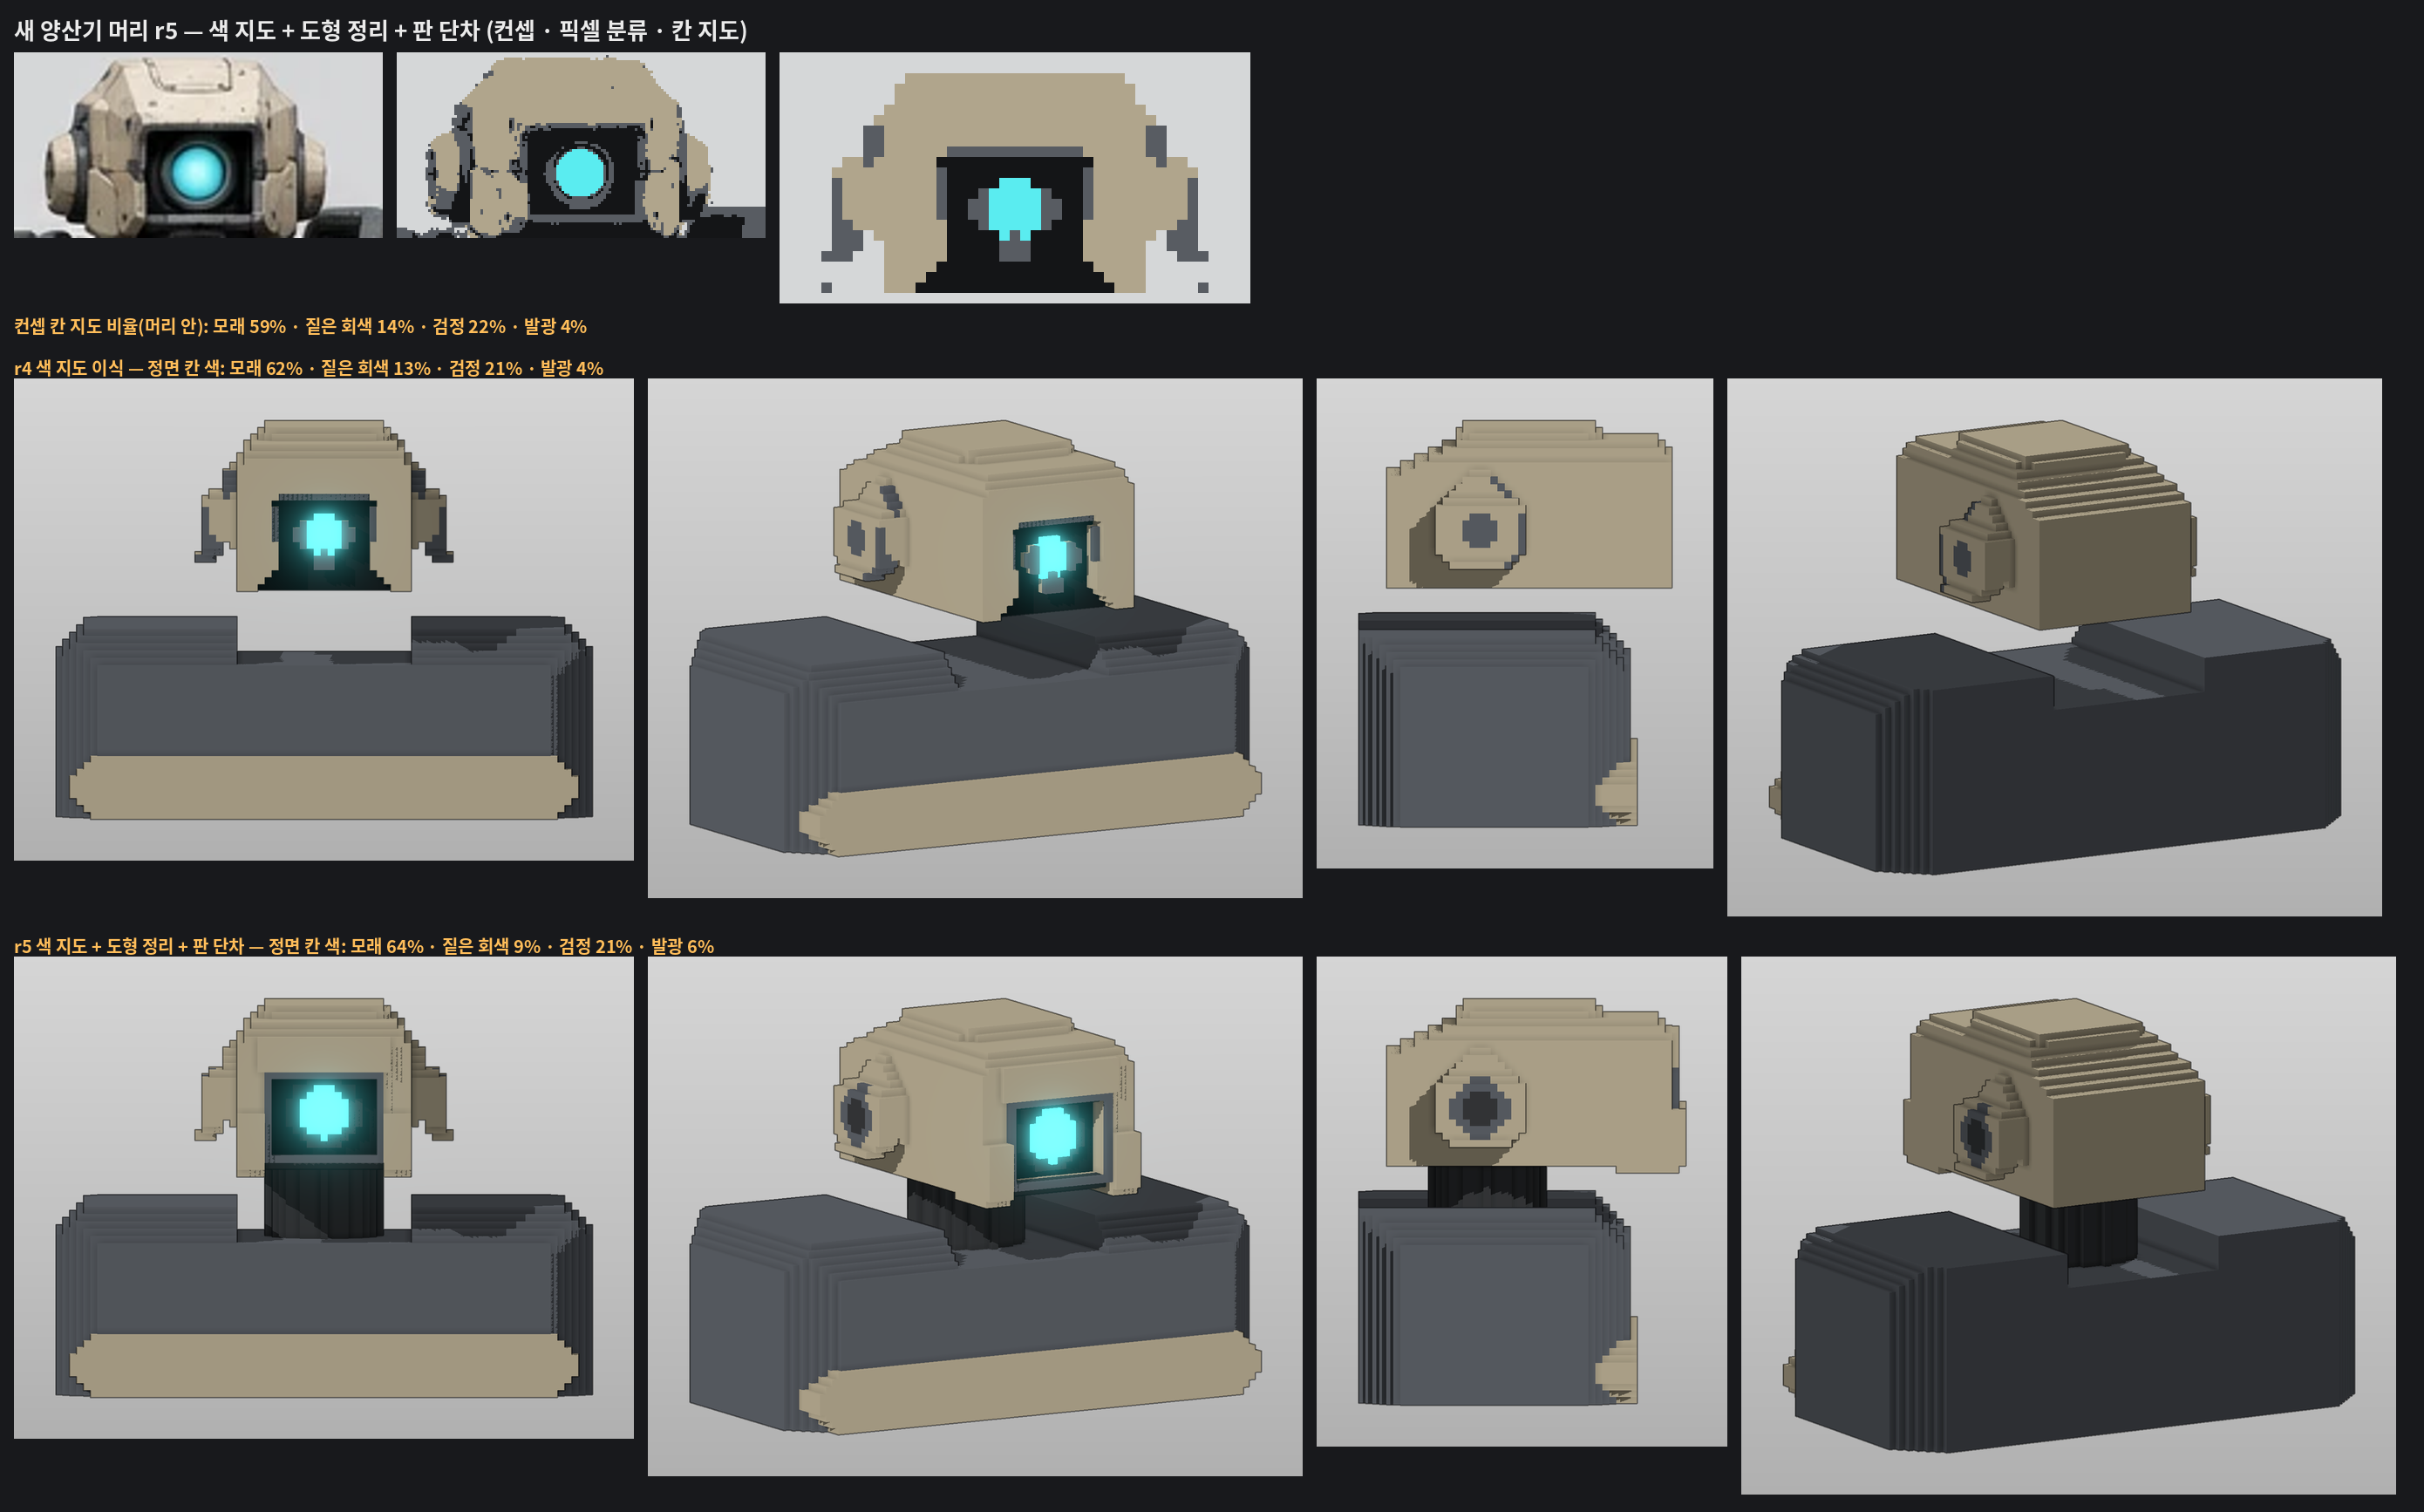 새 양산기 머리 r5 — 색 지도 + 도형 정리 + 판 단차 (컨셉 · 픽셀 분류 · 칸 지도)
컨셉 칸 지도 비율(머리 안): 모래 59% · 짙은 회색 14% · 검정 22% · 발광 4%
r4 색 지도 이식 — 정면 칸 색: 모래 62% · 짙은 회색 13% · 검정 21% · 발광 4%
r5 색 지도 + 도형 정리 + 판 단차 — 정면 칸 색: 모래 64% · 짙은 회색 9% · 검정 21% · 발광 6%